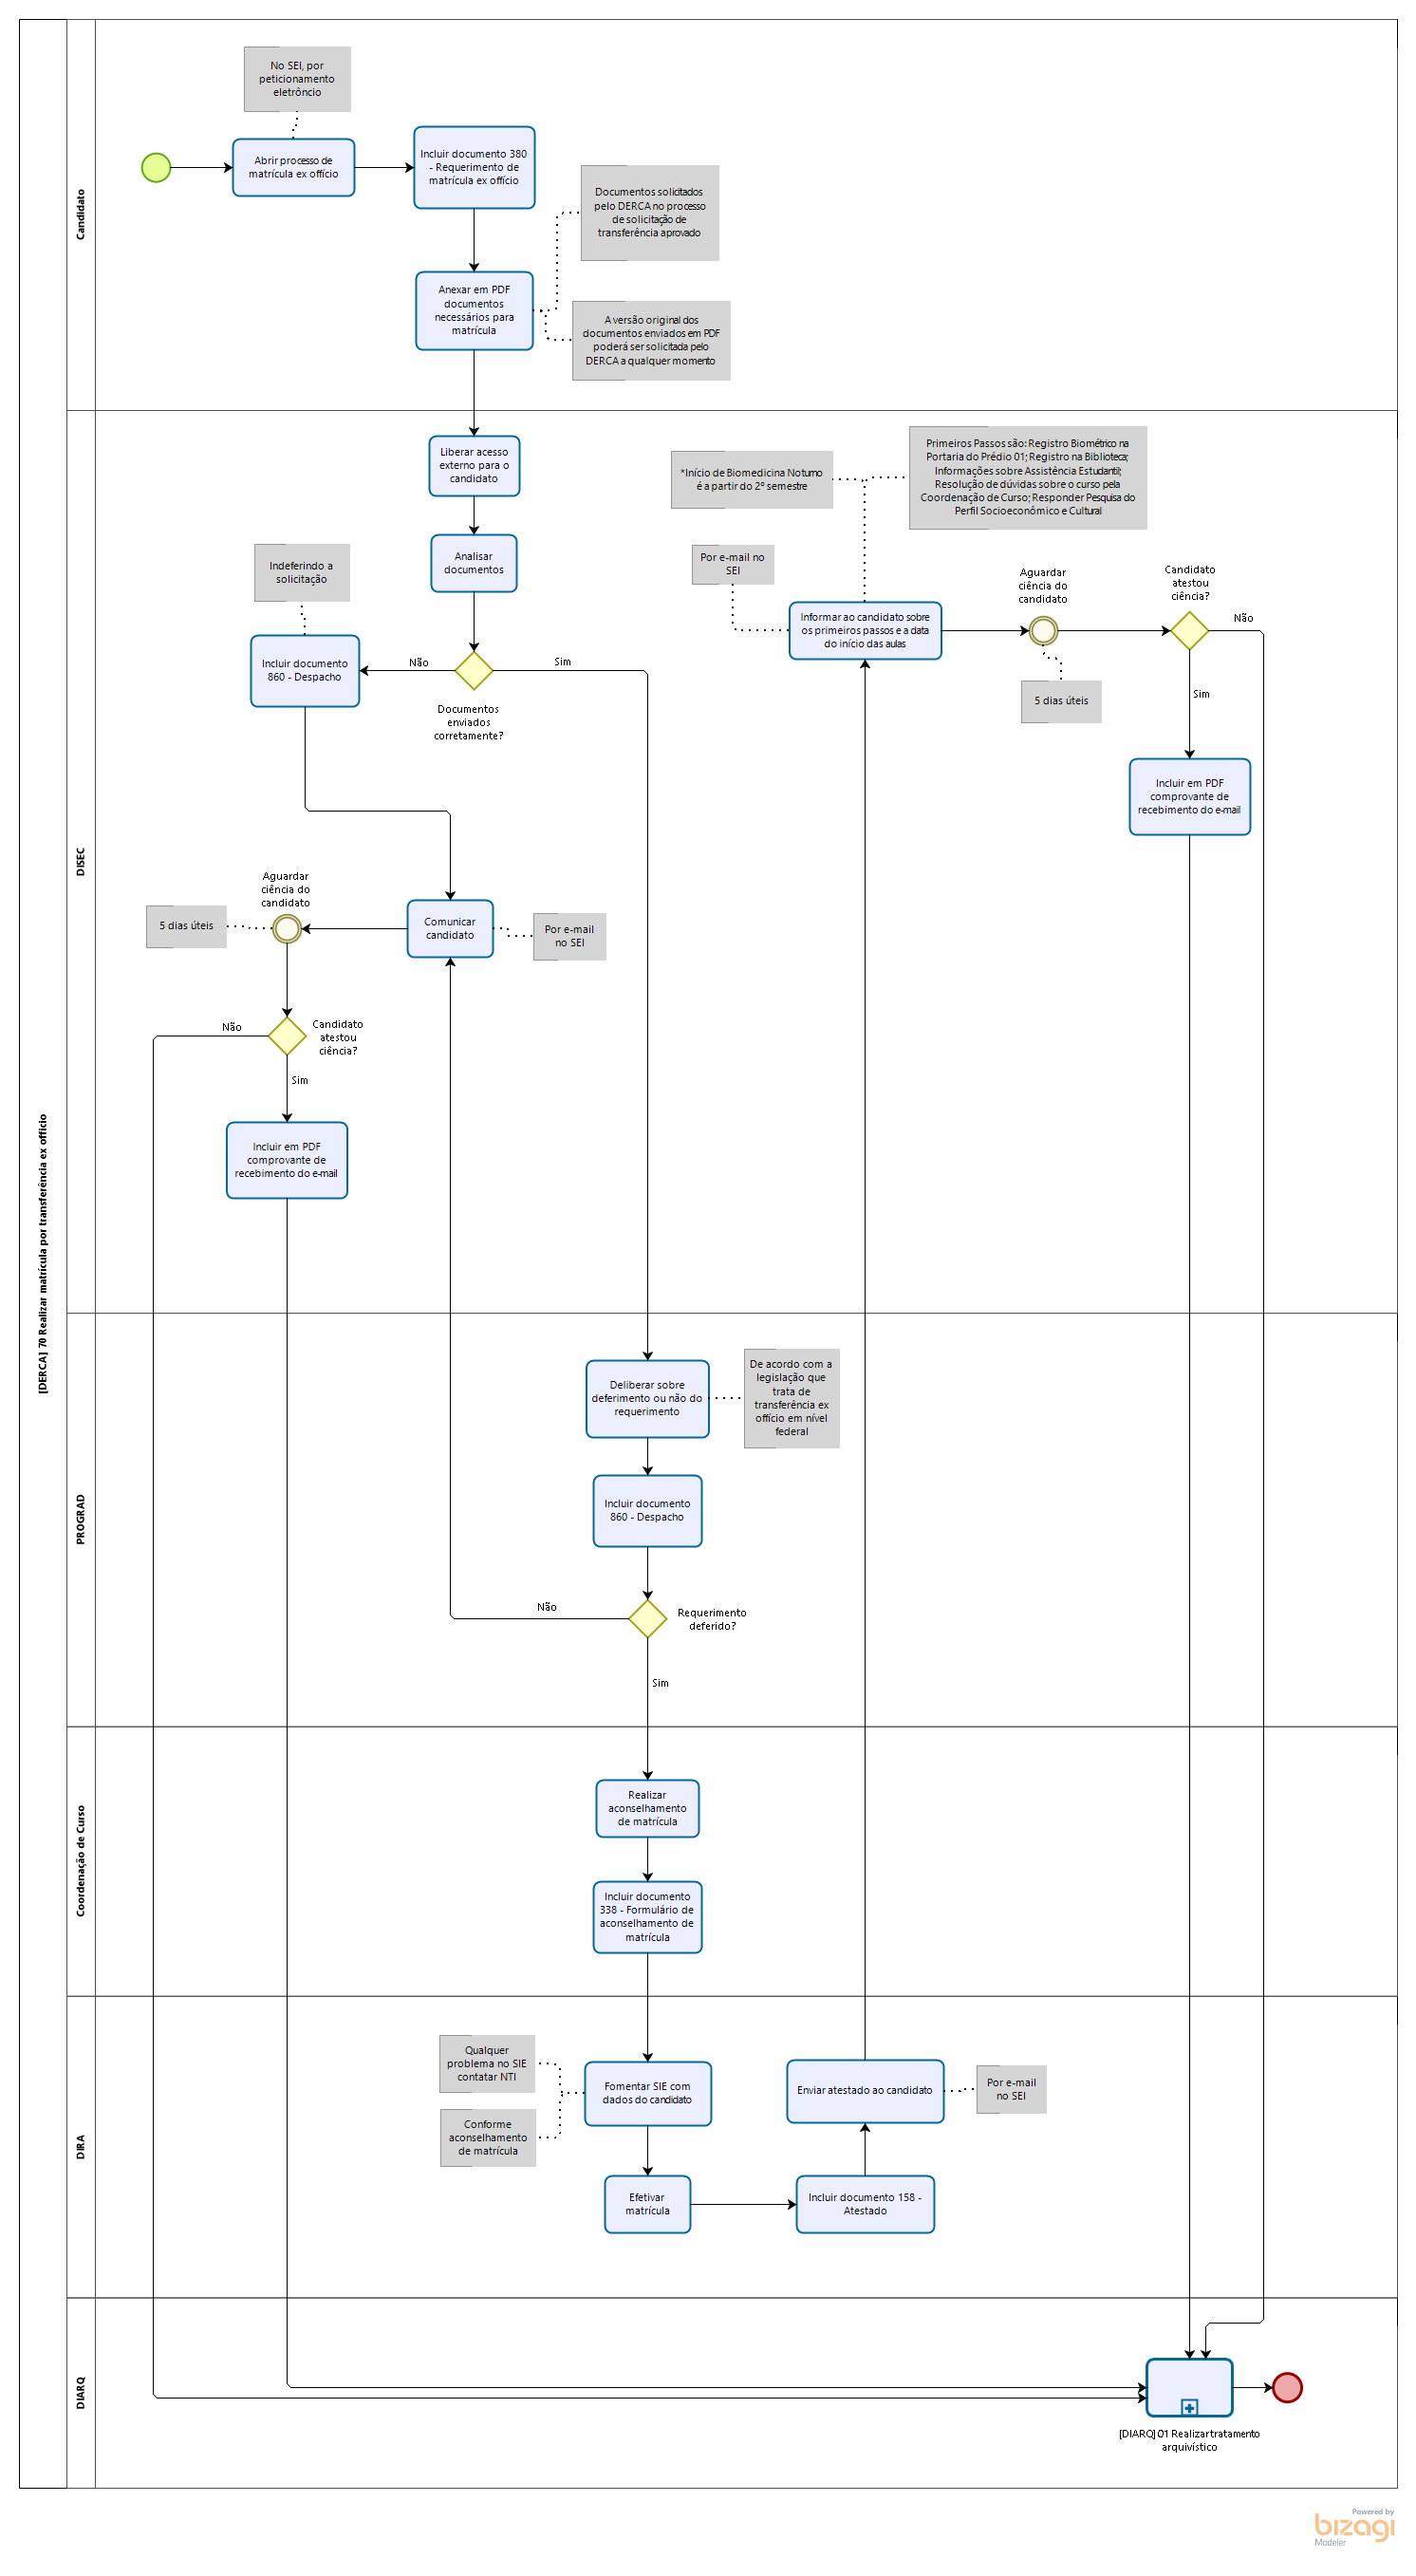 [DERCA] 70 Realizar matrícula por transferência ex officio
Candidato
No SEI, por
peticionamento
eletrôncio
Abrir processo de
matrícula ex offício
Incluir documento 380
- Requerimento de
matrícula ex offício
Documentos solicitados
pelo DERCA no processo
de solicitação de
transferência aprovado
Anexar em PDF
documentos
necessários para
matrícula
A versão original dos
documentos enviados em PDF
poderá ser solicitada pelo
DERCA a qualquer momento
DISEC
Liberar acesso
externo para o
candidato
Analisar
documentos
Indeferindo a
solicitação
Incluir documento
860 - Despacho
Não
Sim
Documentos
enviados
corretamente?
*Início de Biomedicina Noturno
é a partir do 2º semestre
Primeiros Passos são: Registro Biométrico na
Portaria do Prédio 01; Registro na Biblioteca;
Informações sobre Assistência Estudantil;
Resolução de dúvidas sobre o curso pela
Coordenação de Curso; Responder Pesquisa do
Perfil Socioeconômico e Cultural
Por e-mail no
SEI
Informar ao candidato sobre
os primeiros passos e a data
do início das aulas
Aguardar
ciência do
candidato
5 dias úteis
Candidato
atestou
ciência?
Não
Sim
Incluir em PDF
comprovante de
recebimento do e-mail
Aguardar
ciência do
candidato
5 dias úteis
Comunicar
candidato
Por e-mail
no SEI
Não
Candidato
atestou
ciência?
Sim
Incluir em PDF
comprovante de
recebimento do e-mail
PROGRAD
Deliberar sobre
deferimento ou não do
requerimento
De acordo com a
legislação que
trata de
transferência ex
offício em nível
federal
Incluir documento
860 - Despacho
Não
Requerimento
deferido?
Sim
Coordenação de Curso
Realizar
aconselhamento
de matrícula
Incluir documento
338 - Formulário de
aconselhamento de
matrícula
DIRA
Qualquer
problema no SIE
contatar NTI
Fomentar SIE com
dados do candidato
Conforme
aconselhamento
de matrícula
Enviar atestado ao candidato
Por e-mail
no SEI
Efetivar
matrícula
Incluir documento 158 -
Atestado
DIARQ
[DIARQ] 01 Realizar tratamento
arquivístico
Powered by
bizagi
Modeler